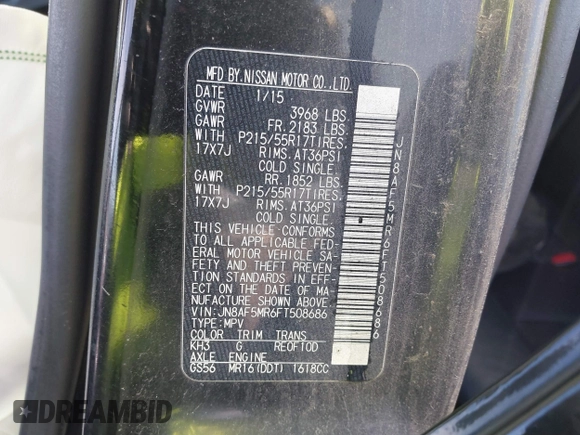 MFD BY.NISSAN MOTOR CO.,LTD.
DATE 1/15
GVWR 3968 LBS.
GAWR FR.2183 LBS.
WITH P215/55R17TIRES.
17X7J RIMS.AT36PSI
COLD SINGLE.
GAWR RR.1852 LBS.
WITH P215/55R17TIRES.
17X7J RIMS.AT36PSI
COLD SINGLE.
THIS VEHICLE CONFORMS
TO ALL APPLICABLE FED-
ERAL MOTOR VEHICLE SA-
FETY AND THEFT PREVEN-
TION STANDARDS IN EFF-
ECT ON THE DATE OF MA-
NUFACTURE SHOWN ABOVE.
VIN:JN8AF5MR6FT508686
TYPE:MPV
COLOR TRIM TRANS
KH3 G RE0F10D
AXLE ENGINE
GS56 MR16(DDT) 1618CC
JN8AF5MR6FT508686
DREAMBID.COM